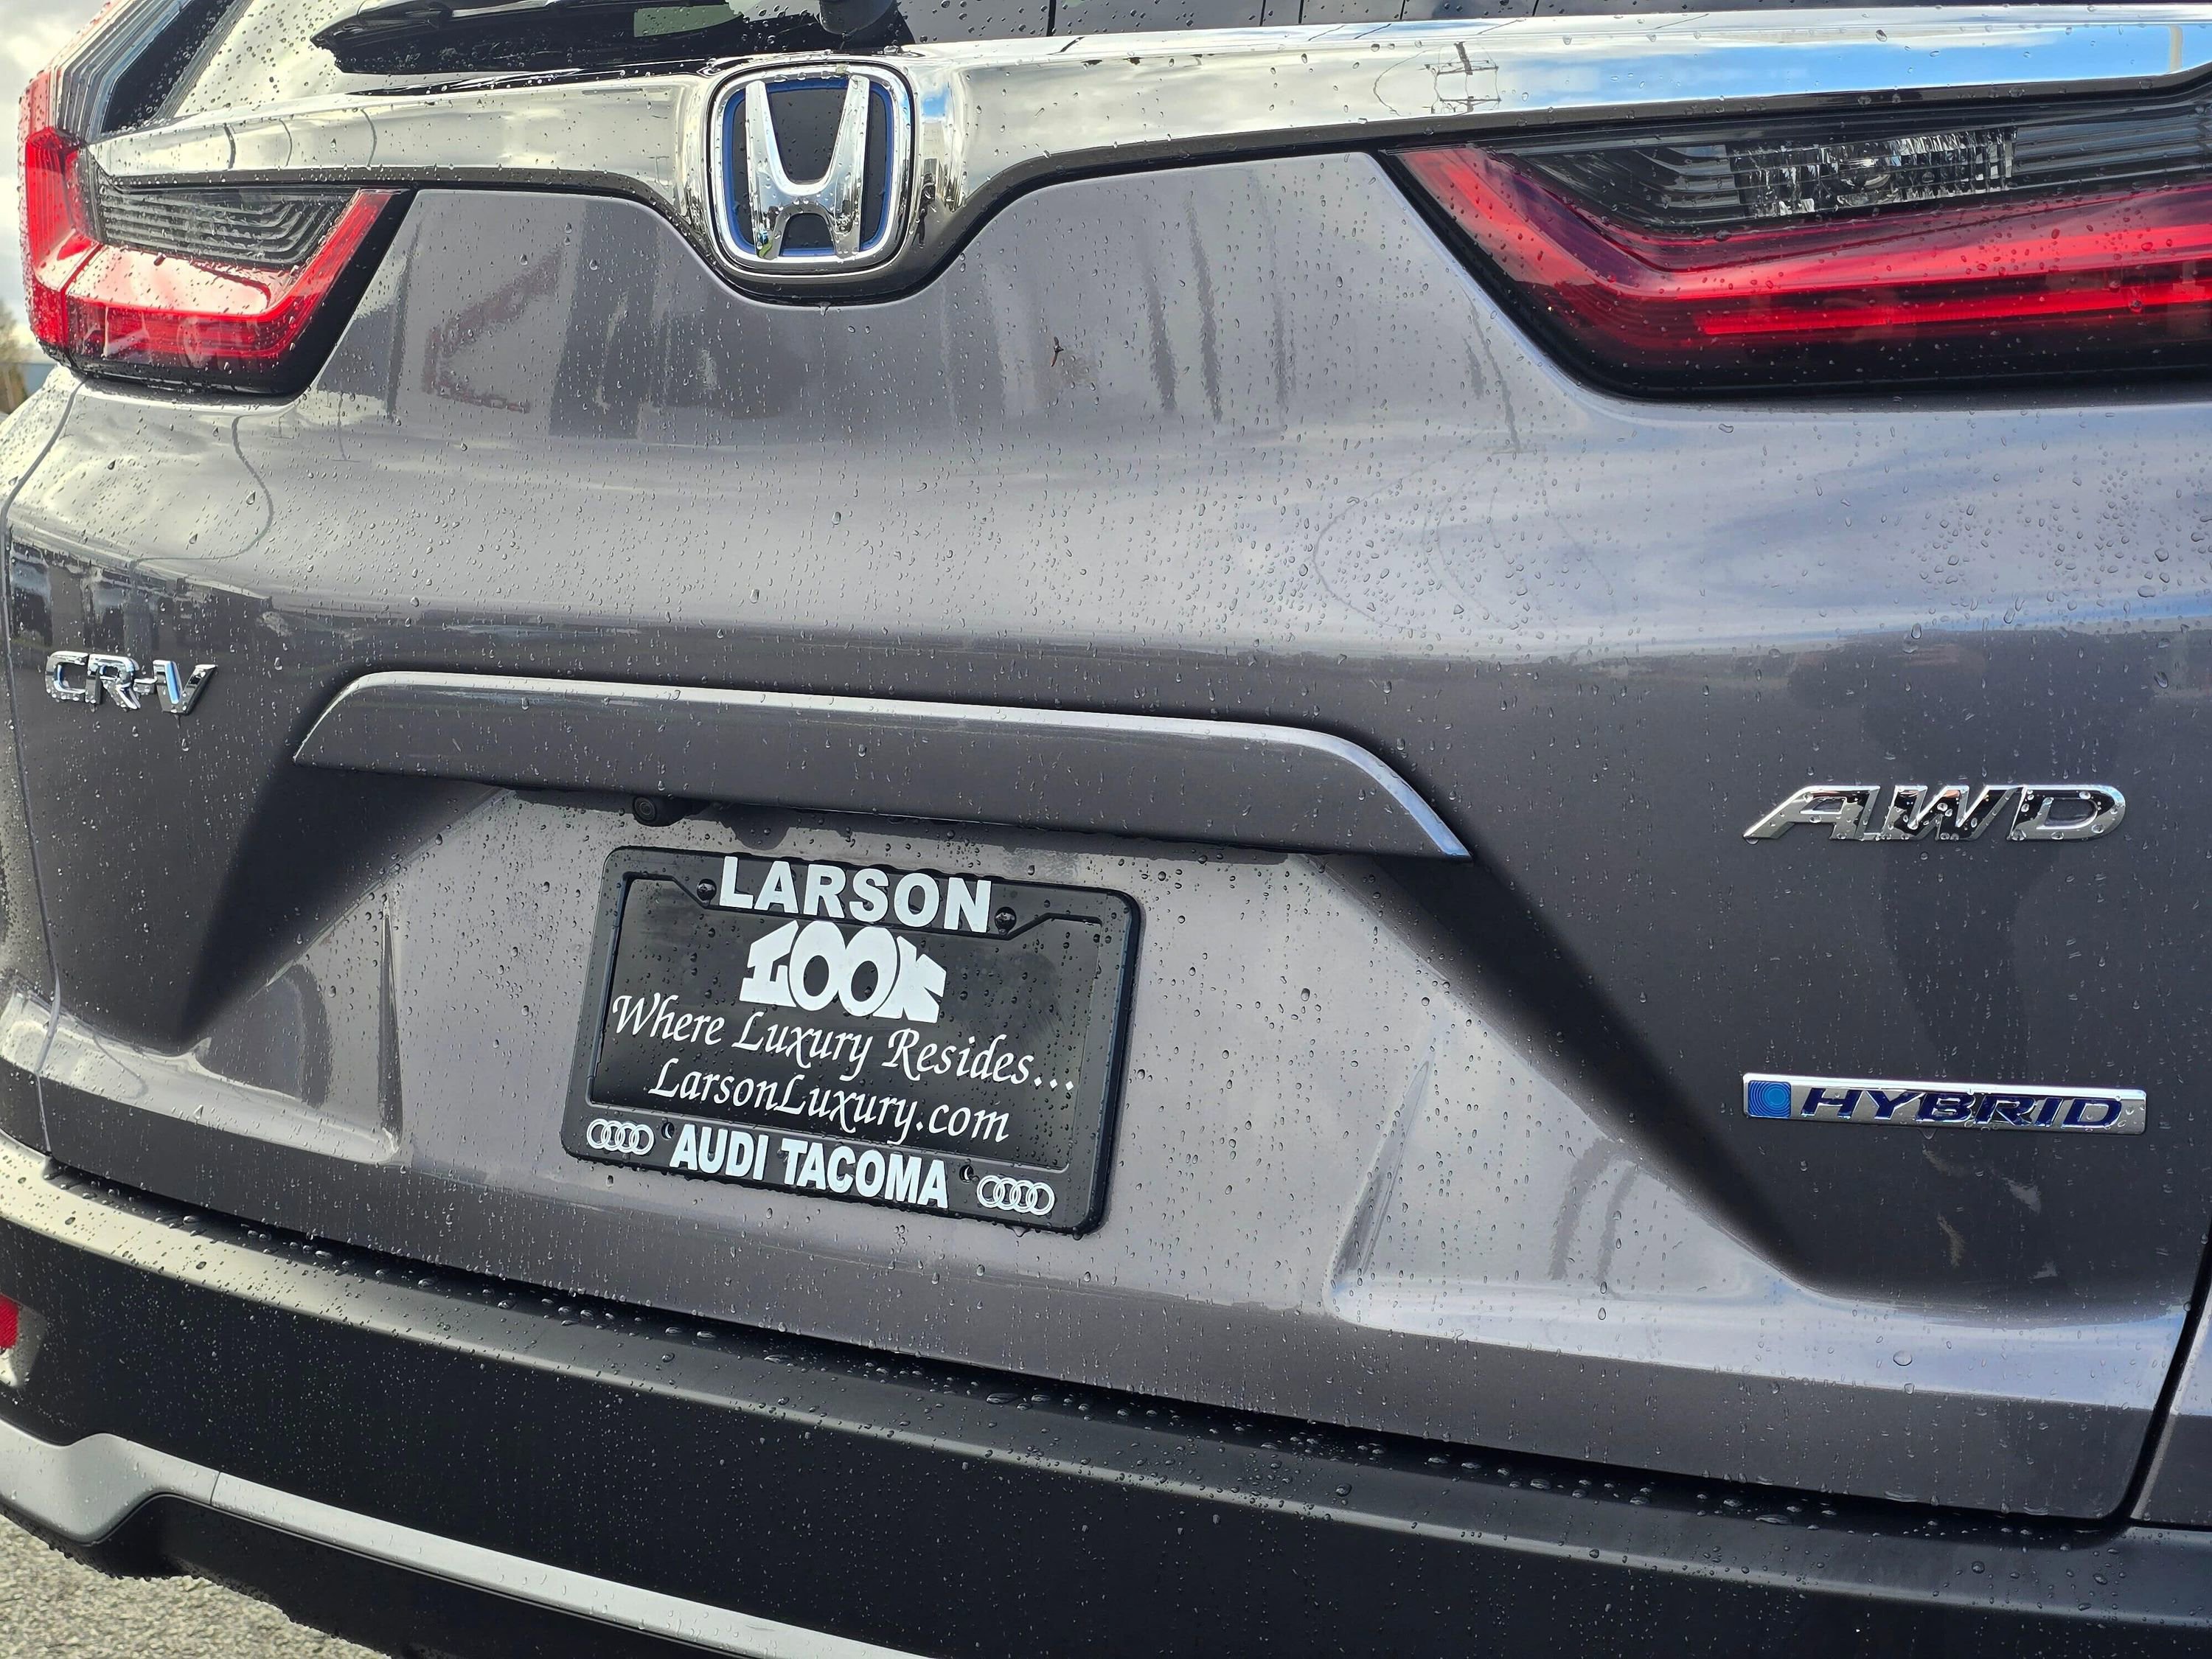 CR-V
AWD
LARSON
LOOK
Where Luxury Resides...
LarsonLuxury.com
AUDI TACOMA
HYBRID